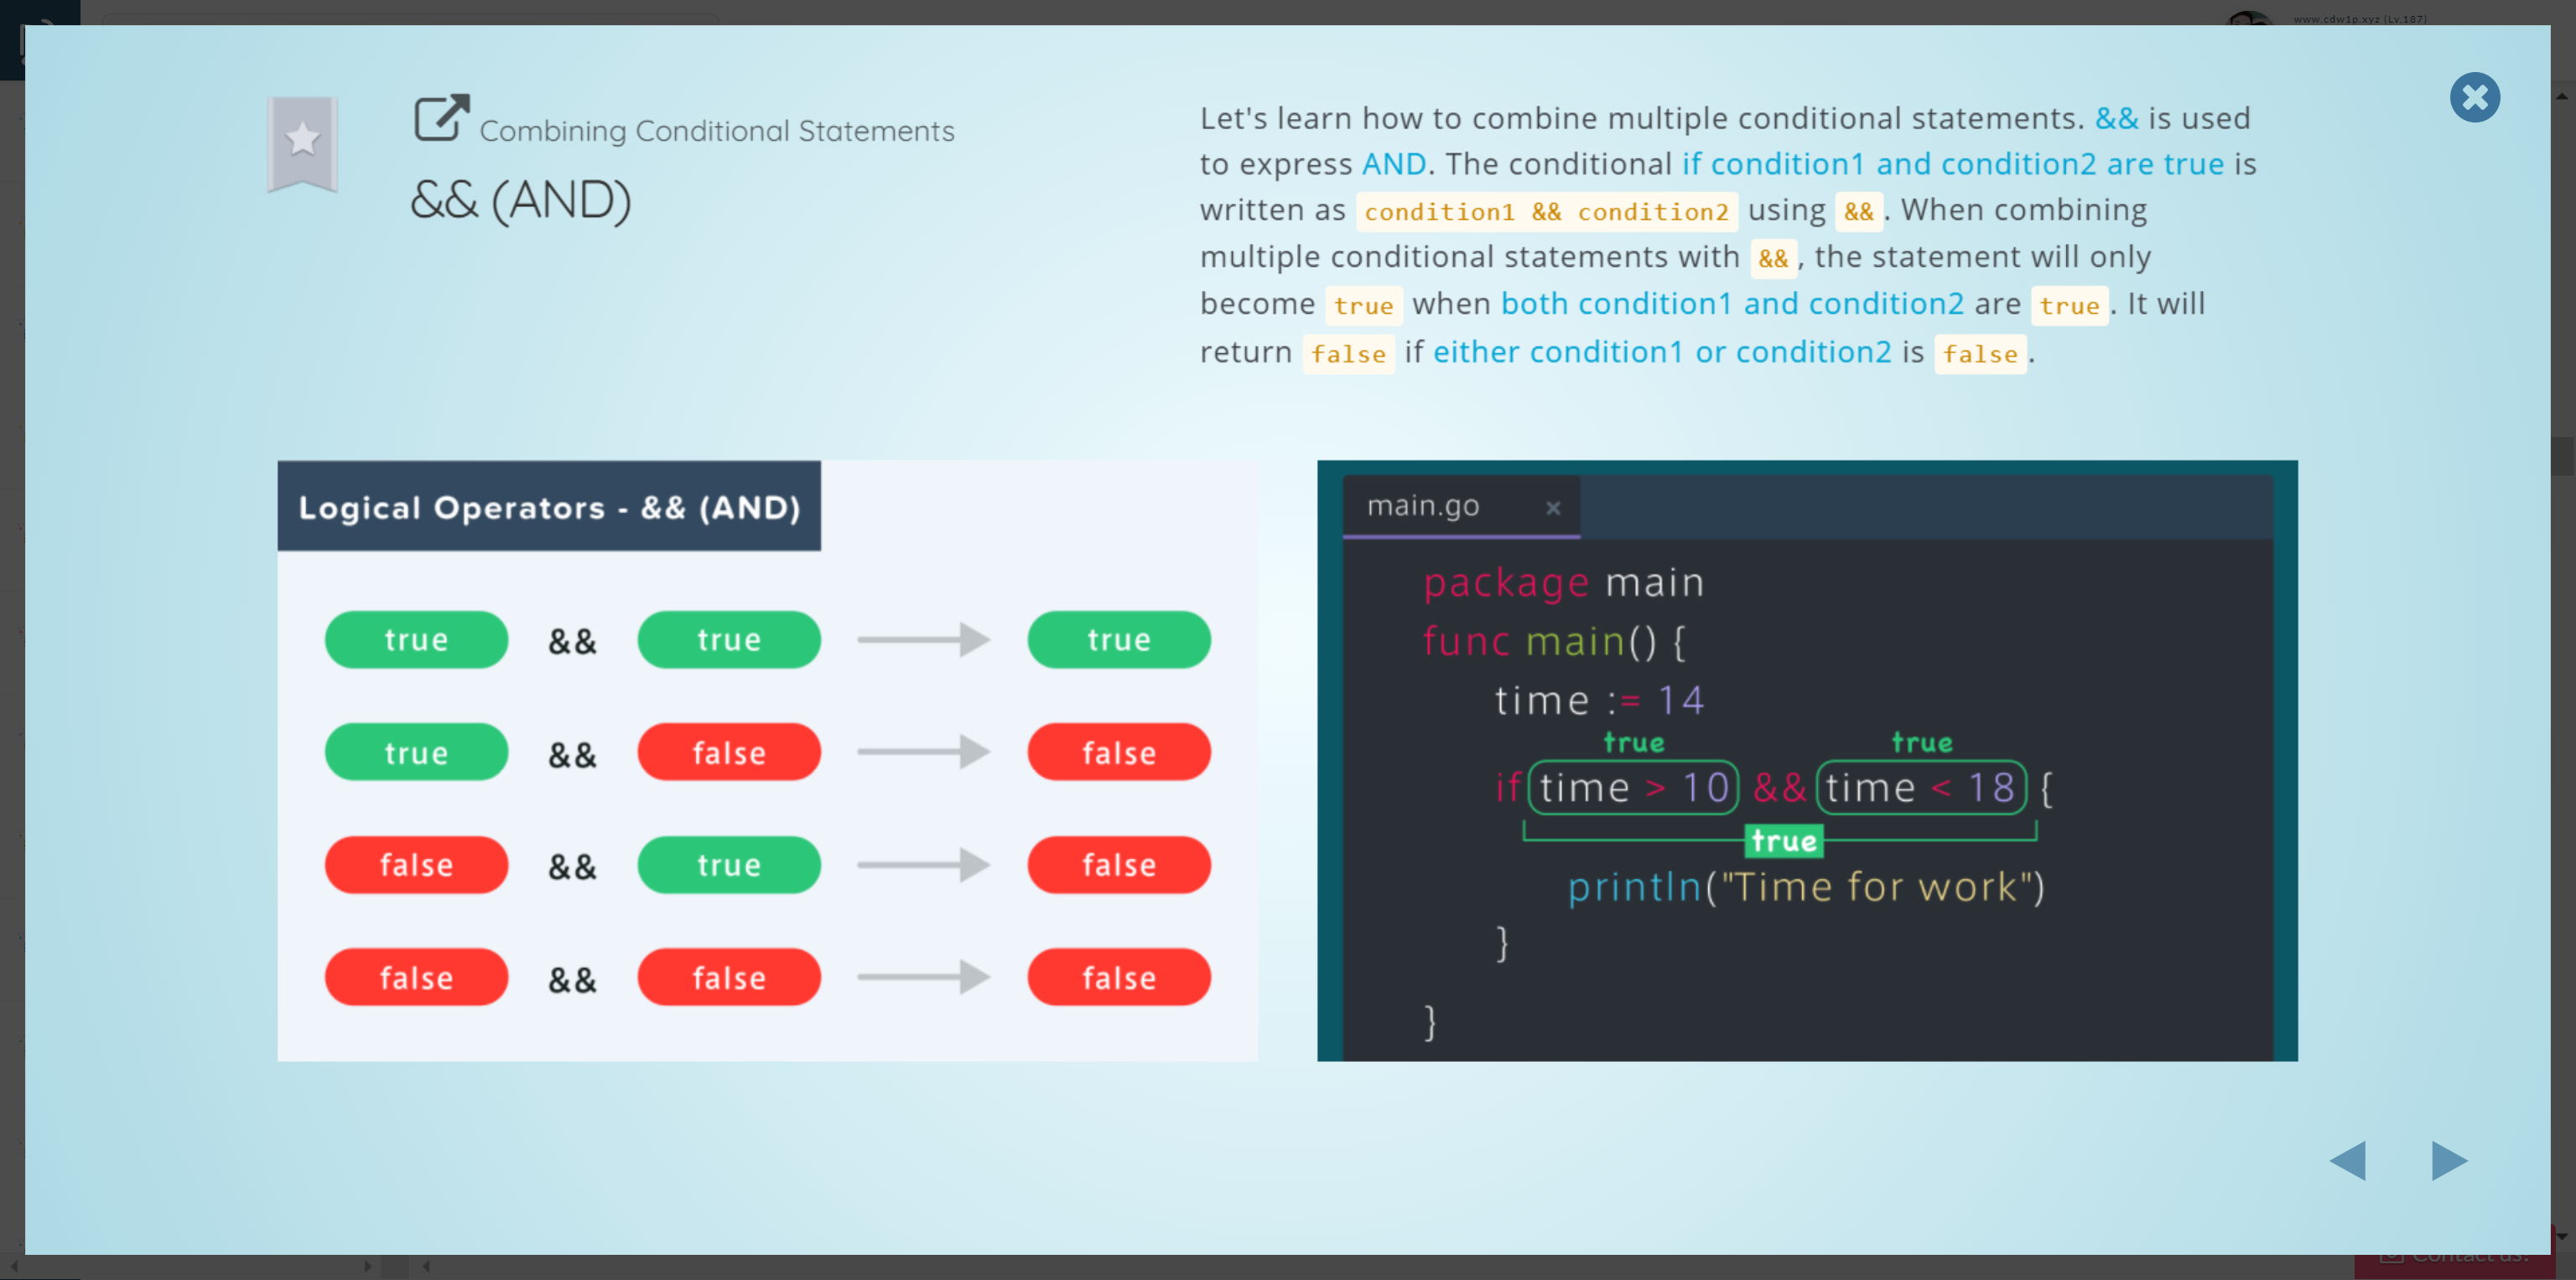 www.cdw1p.xyz (Lv.187)
Combining Conditional Statements
&& (AND)
Let's learn how to combine multiple conditional statements. && is used
to express AND. The conditional if condition1 and condition2 are true is
written as condition1 && condition2 using &&. When combining
multiple conditional statements with &&, the statement will only
become true when both condition1 and condition2 are true. It will
return false if either condition1 or condition2 is false.
Logical Operators - && (AND)
true && true true
true && false false
false && true false
false && false false
main.go ×
package main
func main() {
time := 14
true true
if time > 10 && time < 18 {
true
println("Time for work")
}
}
Contact us!